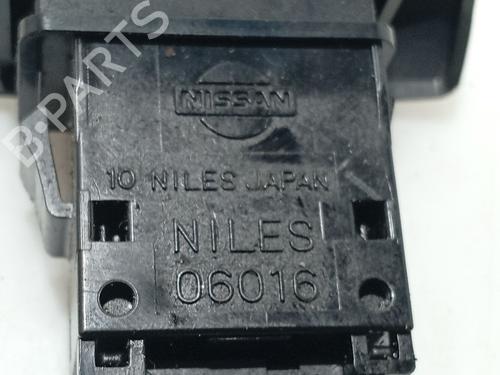 NISSAN
10 NILES JAPAN
NILES
06016
B-PARTS